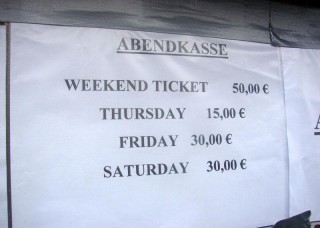 ABENDKASSE
WEEKEND TICKET 50,00 €
THURSDAY 15,00 €
FRIDAY 30,00 €
SATURDAY 30,00 €